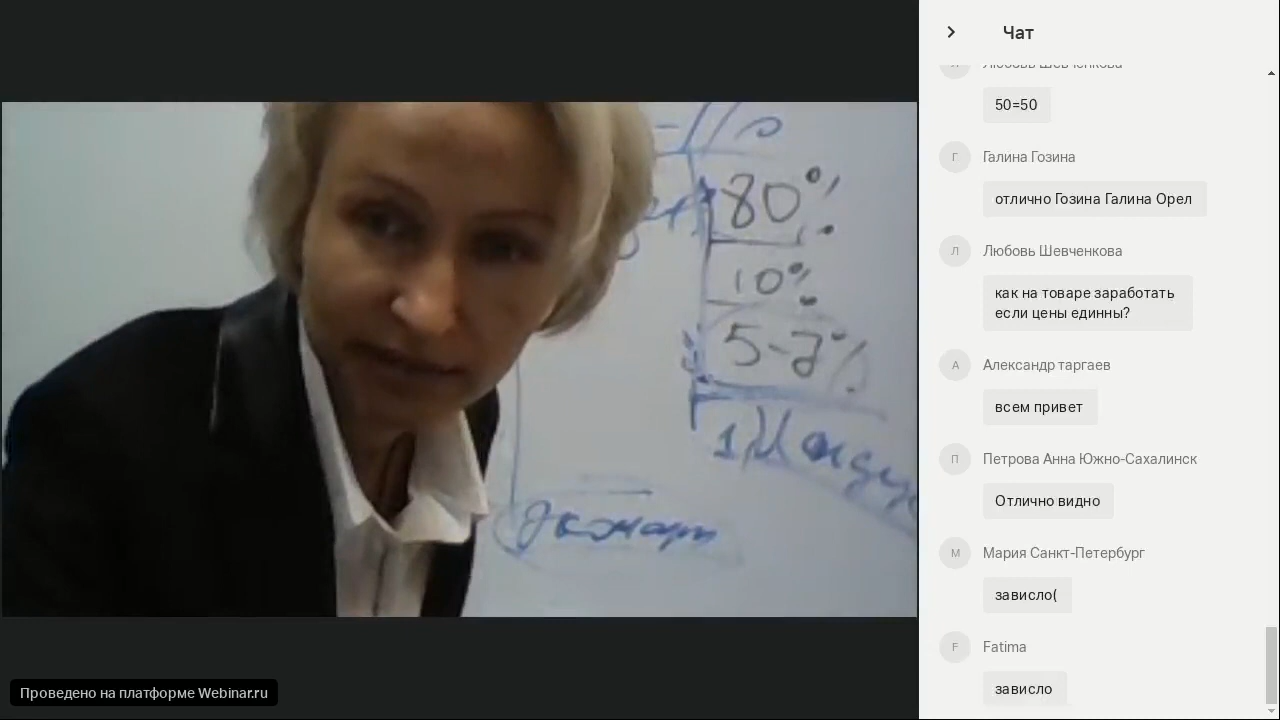 80%
10%
5-7%
Проведено на платформе Webinar.ru
Чат
Любовь Шевченкова
50=50
Г
Галина Гозина
отлично Гозина Галина Орел
Л
Любовь Шевченкова
как на товаре заработать
если цены единны?
А
Александр таргаев
всем привет
П
Петрова Анна Южно-Сахалинск
Отлично видно
М
Мария Санкт-Петербург
зависло(
F
Fatima
зависло